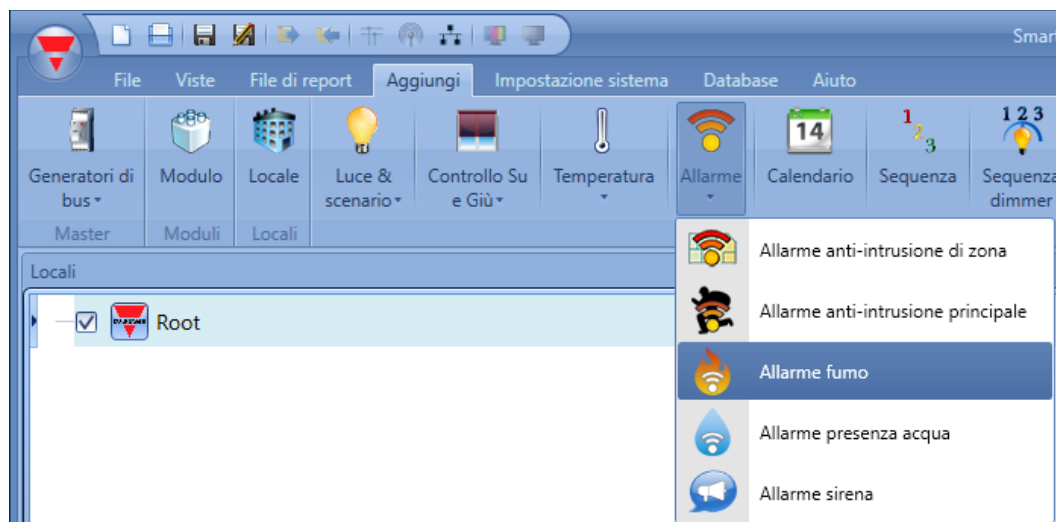 Smar
File Viste File di report Aggiungi Impostazione sistema Database Aiuto
14
1 2 3
1 2 3
Generatori di bus
Modulo
Locale
Luce & scenario
Controllo Su e Giù
Temperatura
Allarme
Calendario
Sequenza
Sequenza dimmer
Master Moduli Locali
Locali
Root
Allarme anti-intrusione di zona
Allarme anti-intrusione principale
Allarme fumo
Allarme presenza acqua
Allarme sirena